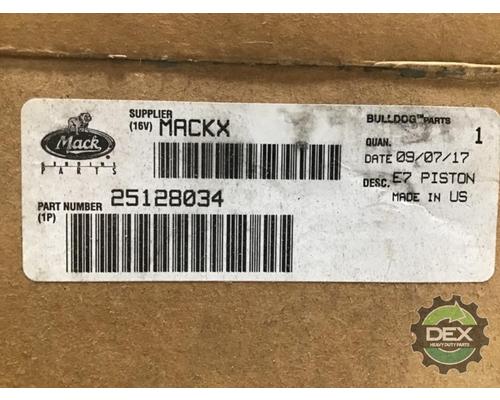 Mack
GENUINE
PARTS
SUPPLIER
(16V) MACKX
BULLDOG™ PARTS
QUAN. 1
DATE 09/07/17
DESC. E7 PISTON
MADE IN US
PART NUMBER
(1P) 25128034
DEX
HEAVY DUTY PARTS